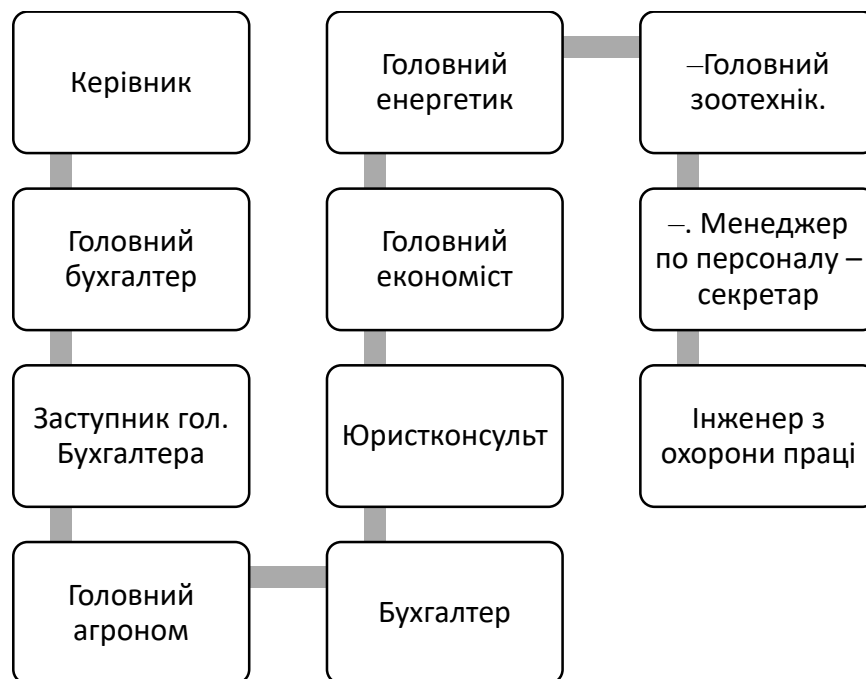 Керівник
Головний
бухгалтер
Заступник гол.
Бухгалтера
Головний
агроном
Бухгалтер
Юристконсульт
Головний
економіст
Головний
енергетик
–Головний
зоотехнік.
–. Менеджер
по персоналу –
секретар
Інженер з
охорони праці